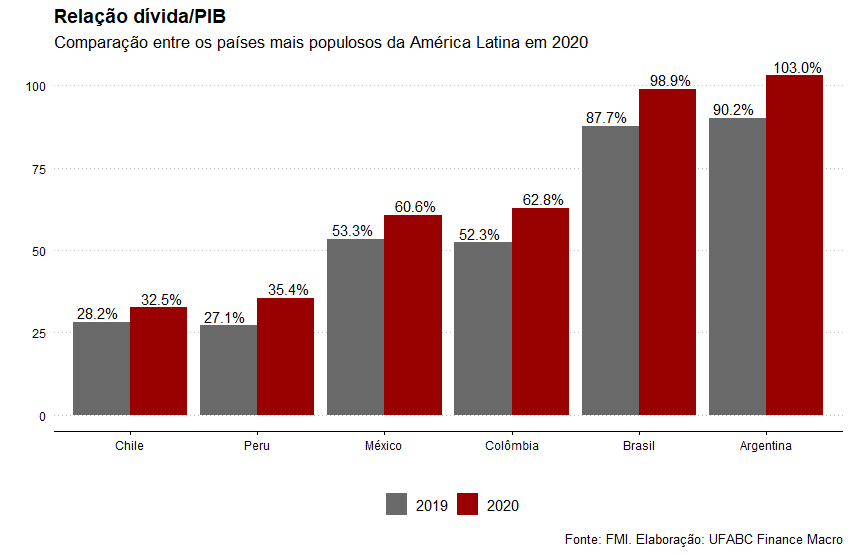 Relação dívida/PIB
Comparação entre os países mais populosos da América Latina em 2020
100
75
50
25
0
28.2%
32.5%
27.1%
35.4%
53.3%
60.6%
52.3%
62.8%
87.7%
98.9%
90.2%
103.0%
Chile
Peru
México
Colômbia
Brasil
Argentina
2019
2020
Fonte: FMI. Elaboração: UFABC Finance Macro